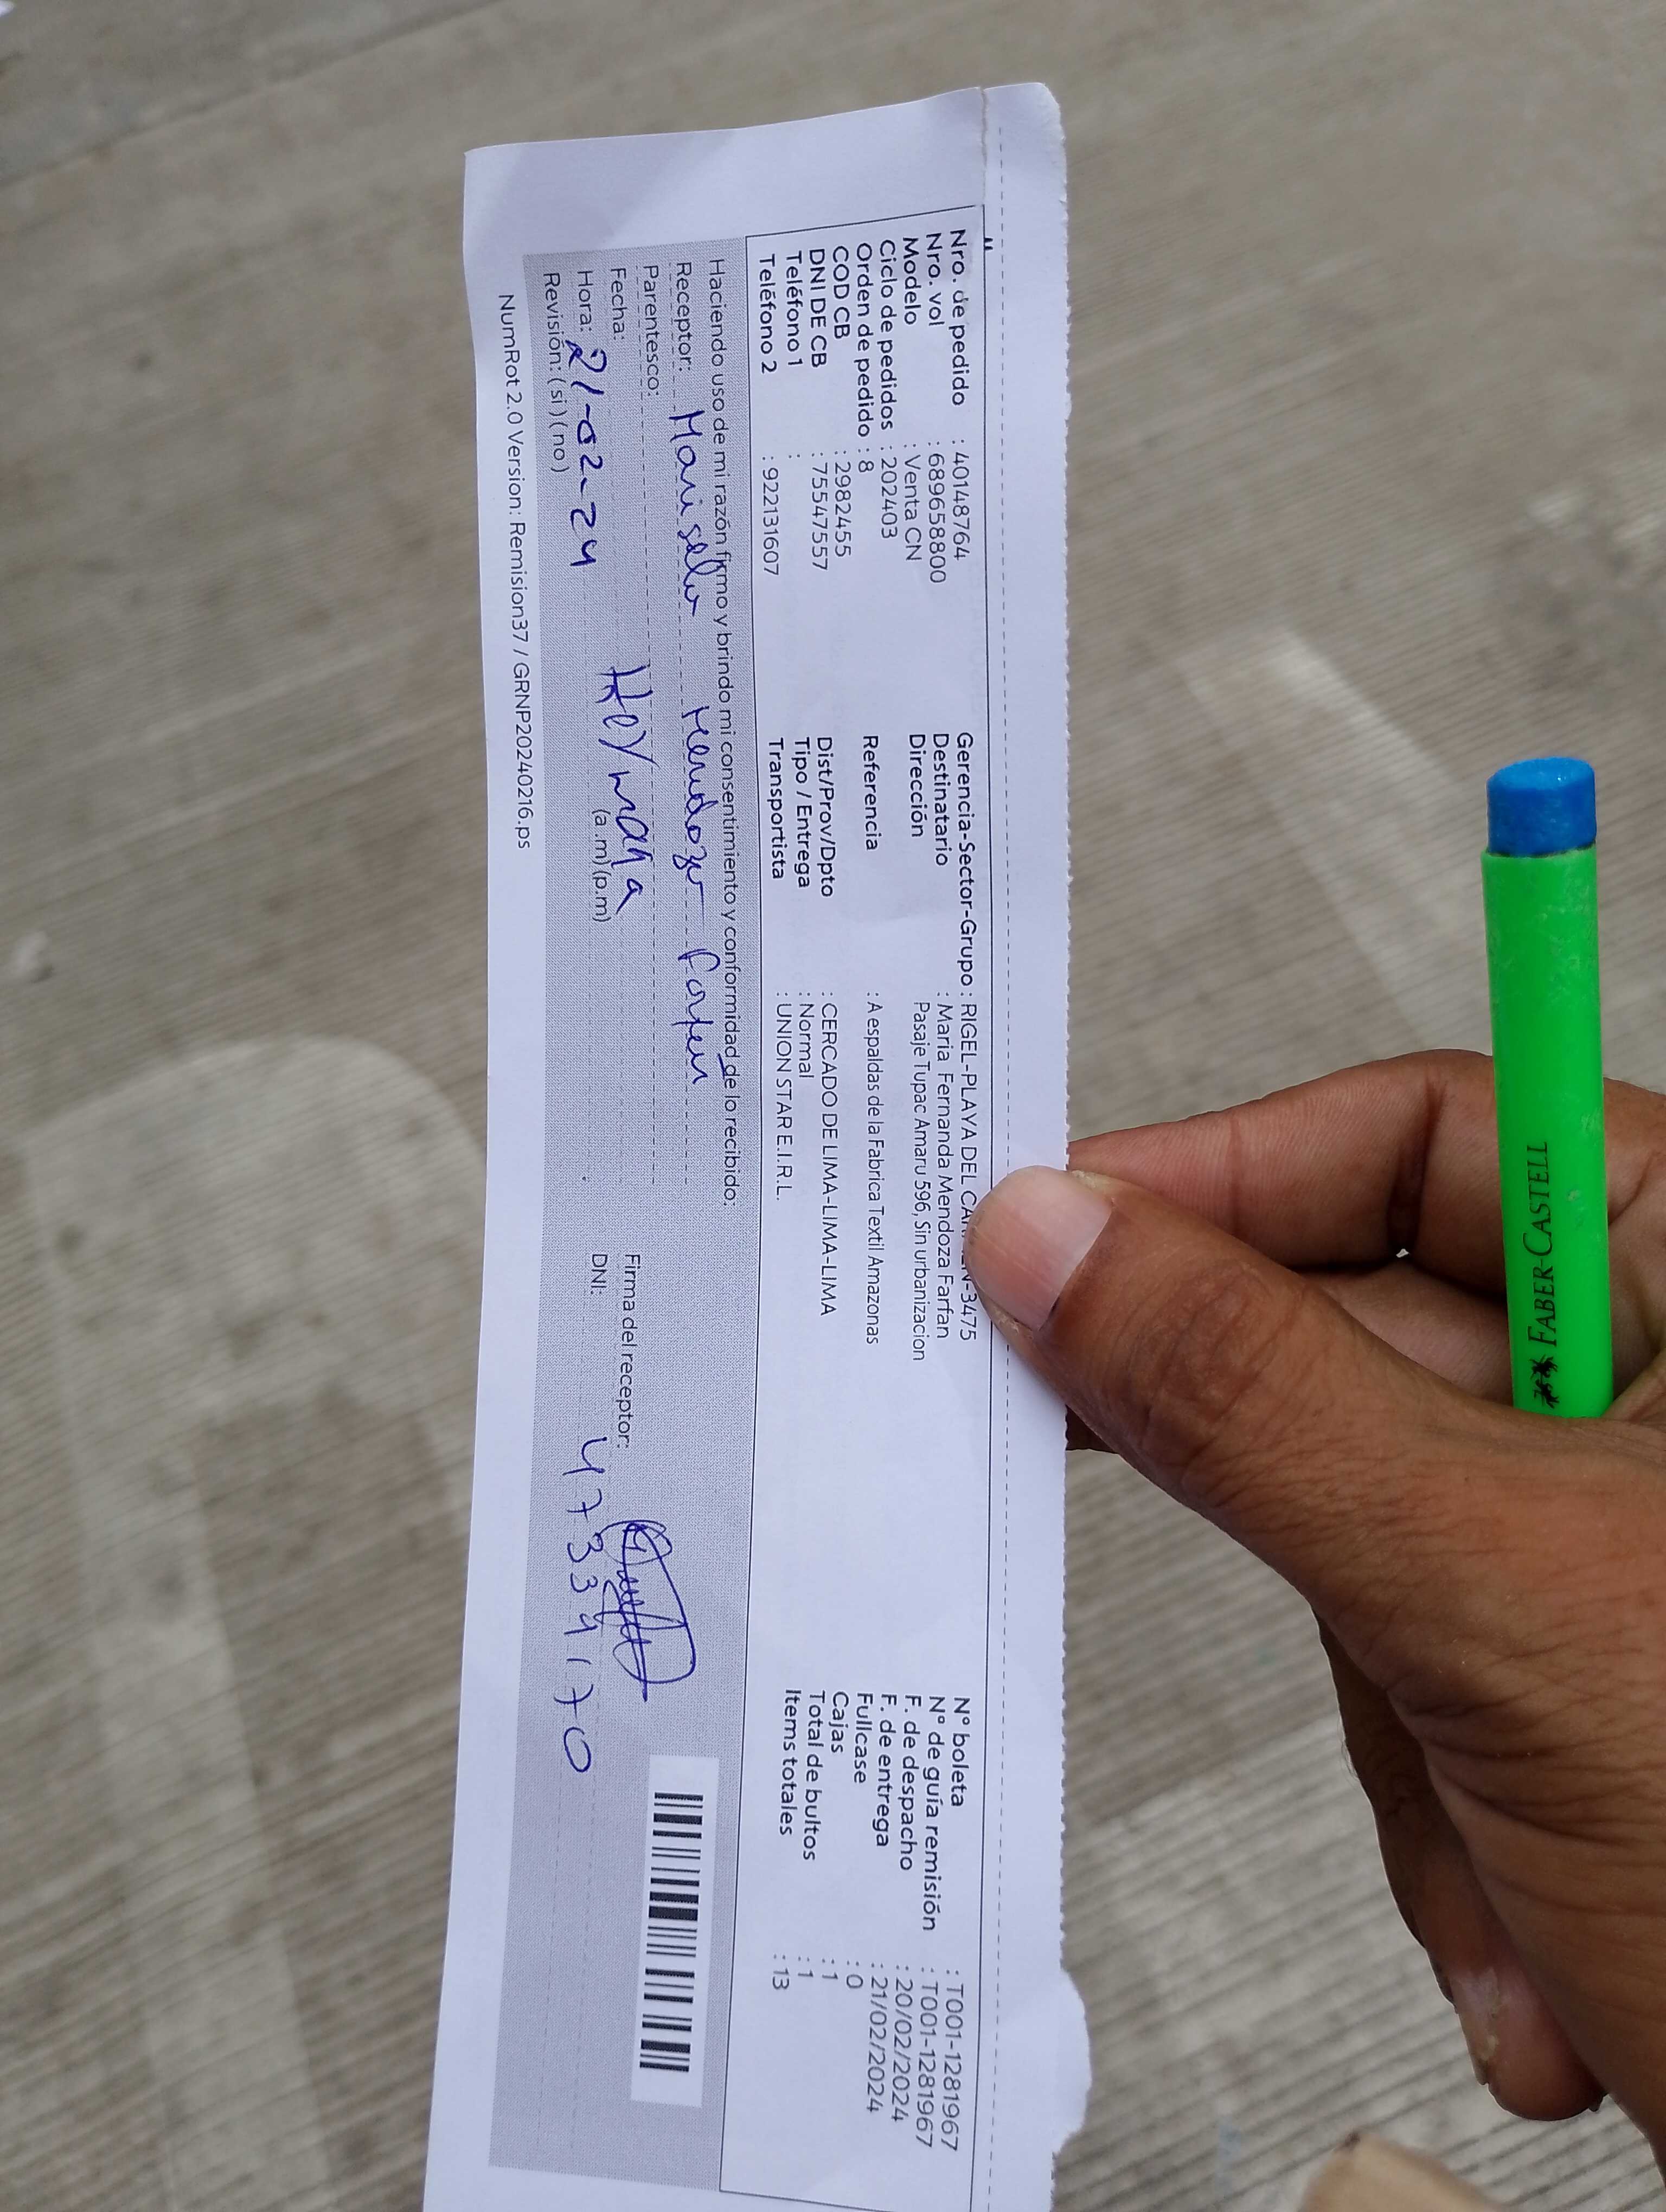 Nro. de pedido : 40148764
Nro. vol : 689658800
Modelo : Venta CN
Ciclo de pedidos : 202403
Orden de pedido : 8
COD CB : 2982455
DNI DE CB : 75547557
Teléfono 1 :
Teléfono 2 : 922131607
Gerencia-Sector-Grupo : RIGEL-PLAYA DEL CA N-3475
Destinatario : Maria Fernanda Mendoza Farfan
Dirección Pasaje Tupac Amaru 596, Sin urbanizacion
Referencia : A espaldas de la Fabrica Textil Amazonas
Dist/Prov/Dpto : CERCADO DE LIMA-LIMA-LIMA
Tipo / Entrega : Normal
Transportista : UNION STAR E.I.R.L.
N° boleta : T001-1281967
N° de guía remisión : T001-1281967
F. de despacho : 20/02/2024
F. de entrega : 21/02/2024
Fullcase : 0
Cajas : 1
Total de bultos : 1
Items totales : 13
Haciendo uso de mi razón firmo y brindo mi consentimiento y conformidad de lo recibido:
Receptor: Mendoza
Parentesco: Heymana
Fecha:
Hora: 21-02-24 (a.m) (p.m)
Revisión: (si) (no)
Firma del receptor:
DNI: 47334170
NumRot 2.0 Version: Remision37 / GRNP20240216.ps
FABER-CASTELL